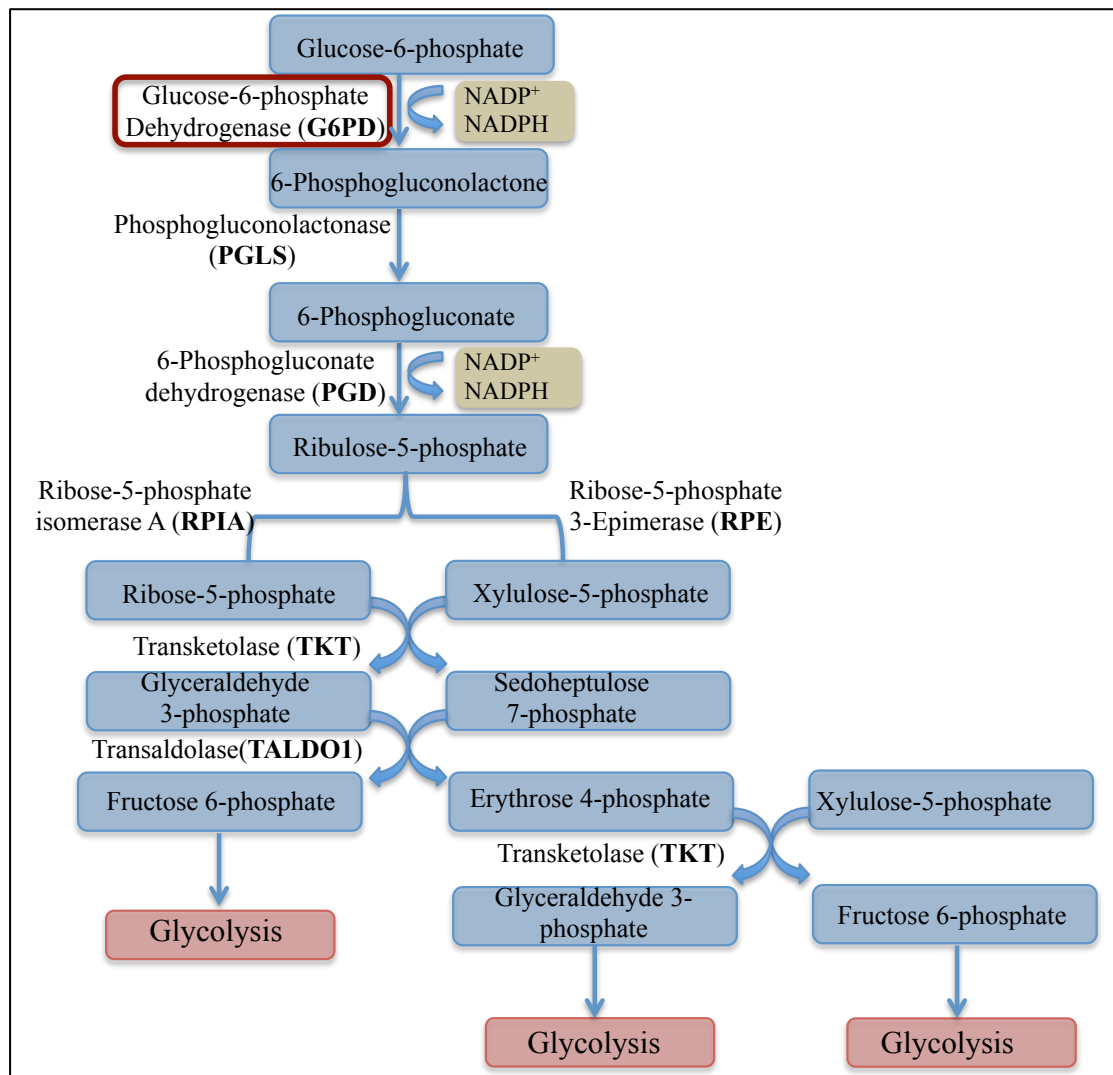 Glucose-6-phosphate
Glucose-6-phosphate
Dehydrogenase (G6PD)
NADP⁺
NADPH
6-Phosphogluconolactone
Phosphogluconolactonase
(PGLS)
6-Phosphogluconate
6-Phosphogluconate
dehydrogenase (PGD)
NADP⁺
NADPH
Ribulose-5-phosphate
Ribose-5-phosphate
isomerase A (RPIA)
Ribose-5-phosphate
3-Epimerase (RPE)
Ribose-5-phosphate
Xylulose-5-phosphate
Transketolase (TKT)
Glyceraldehyde
3-phosphate
Sedoheptulose
7-phosphate
Transaldolase(TALDO1)
Fructose 6-phosphate
Erythrose 4-phosphate
Xylulose-5-phosphate
Transketolase (TKT)
Glycolysis
Glyceraldehyde 3-
phosphate
Fructose 6-phosphate
Glycolysis
Glycolysis